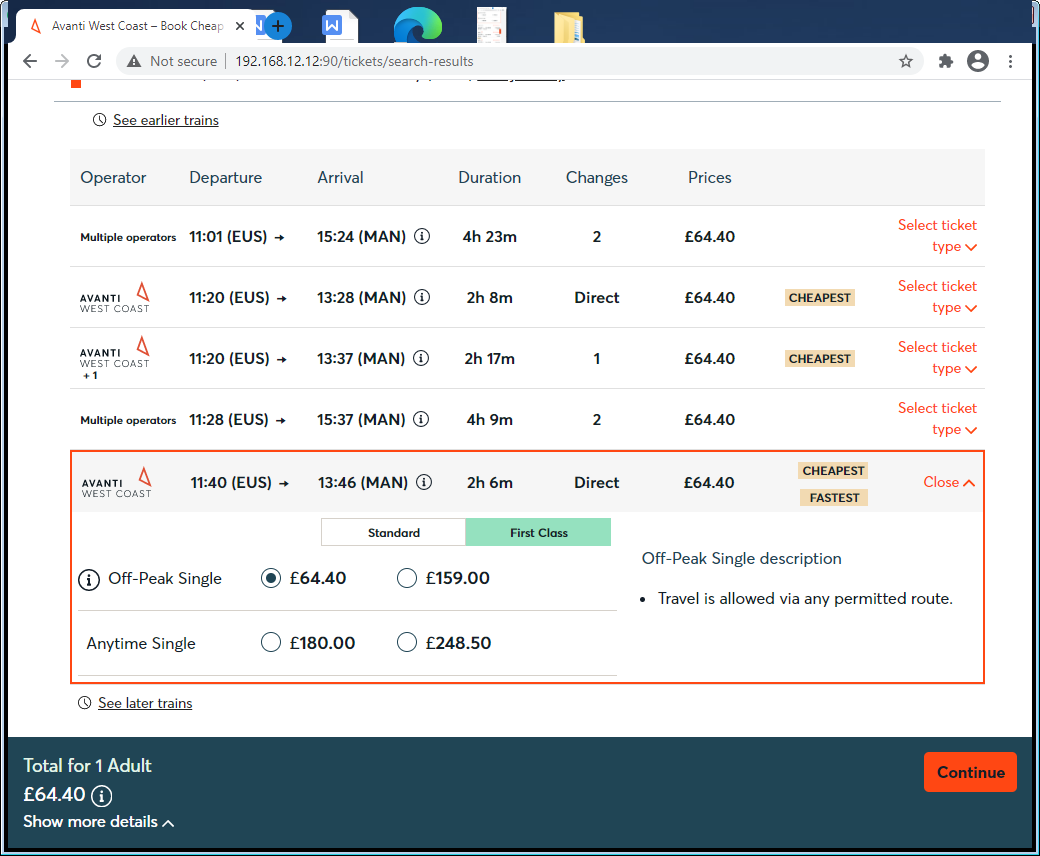 Avanti West Coast – Book Cheap
Not secure
192.168.12.12:90/tickets/search-results
See earlier trains
Operator Departure Arrival Duration Changes Prices
Multiple operators 11:01 (EUS) → 15:24 (MAN) 4h 23m 2 £64.40 Select ticket
type
AVANTI
WEST COAST
11:20 (EUS) → 13:28 (MAN) 2h 8m Direct £64.40 CHEAPEST Select ticket
type
AVANTI
WEST COAST
+ 1
11:20 (EUS) → 13:37 (MAN) 2h 17m 1 £64.40 CHEAPEST Select ticket
type
Multiple operators 11:28 (EUS) → 15:37 (MAN) 4h 9m 2 £64.40 Select ticket
type
AVANTI
WEST COAST
11:40 (EUS) → 13:46 (MAN) 2h 6m Direct £64.40 CHEAPEST
FASTEST
Close
Standard First Class
Off-Peak Single £64.40 £159.00
Anytime Single £180.00 £248.50
Off-Peak Single description
• Travel is allowed via any permitted route.
See later trains
Total for 1 Adult
£64.40
Show more details
Continue